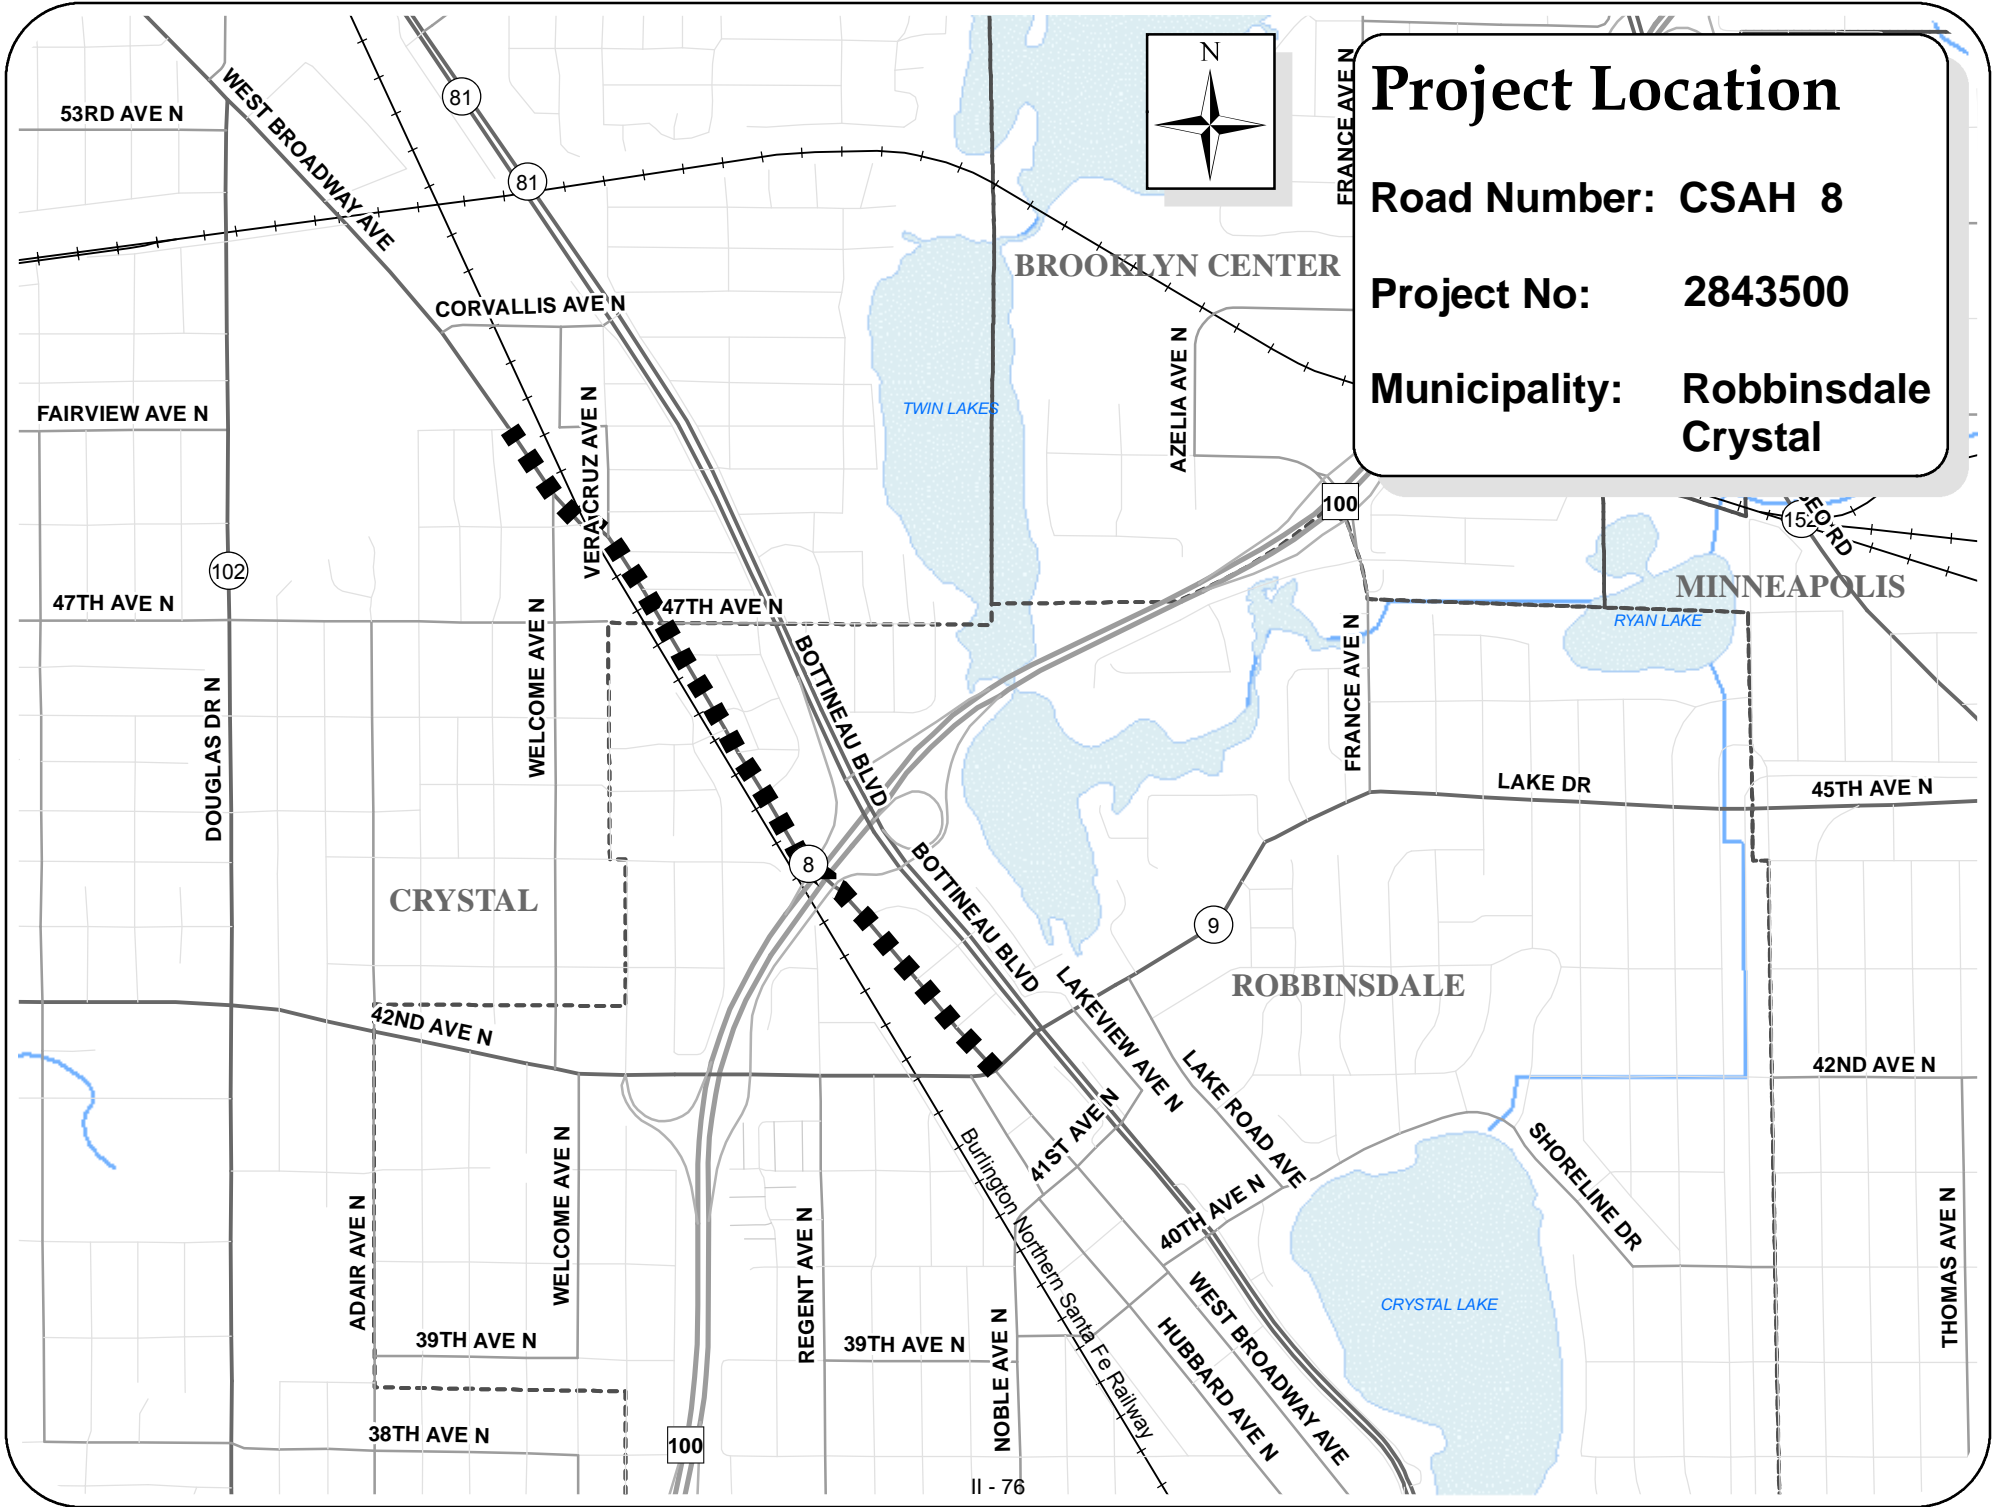 Project Location
Road Number: CSAH 8
Project No: 2843500
Municipality: Robbinsdale
Crystal
N
81
81
53RD AVE N
WEST BROADWAY AVE
FRANCE AVE N
BROOKLYN CENTER
CORVALLIS AVE N
AZELIA AVE N
TWIN LAKES
FAIRVIEW AVE N
VERA CRUZ AVE N
100
152
EO RD
MINNEAPOLIS
RYAN LAKE
102
47TH AVE N
47TH AVE N
WELCOME AVE N
DOUGLAS DR N
BOTTINEAU BLVD
FRANCE AVE N
LAKE DR
45TH AVE N
8
BOTTINEAU BLVD
CRYSTAL
9
ROBBINSDALE
42ND AVE N
LAKEVIEW AVE N
LAKE ROAD AVE
42ND AVE N
41ST AVE N
40TH AVE N
SHORELINE DR
Burlington Northern Santa Fe Railway
WELCOME AVE N
ADAIR AVE N
REGENT AVE N
THOMAS AVE N
CRYSTAL LAKE
39TH AVE N
39TH AVE N
NOBLE AVE N
HUBBARD AVE N
WEST BROADWAY AVE
38TH AVE N
100
II - 76